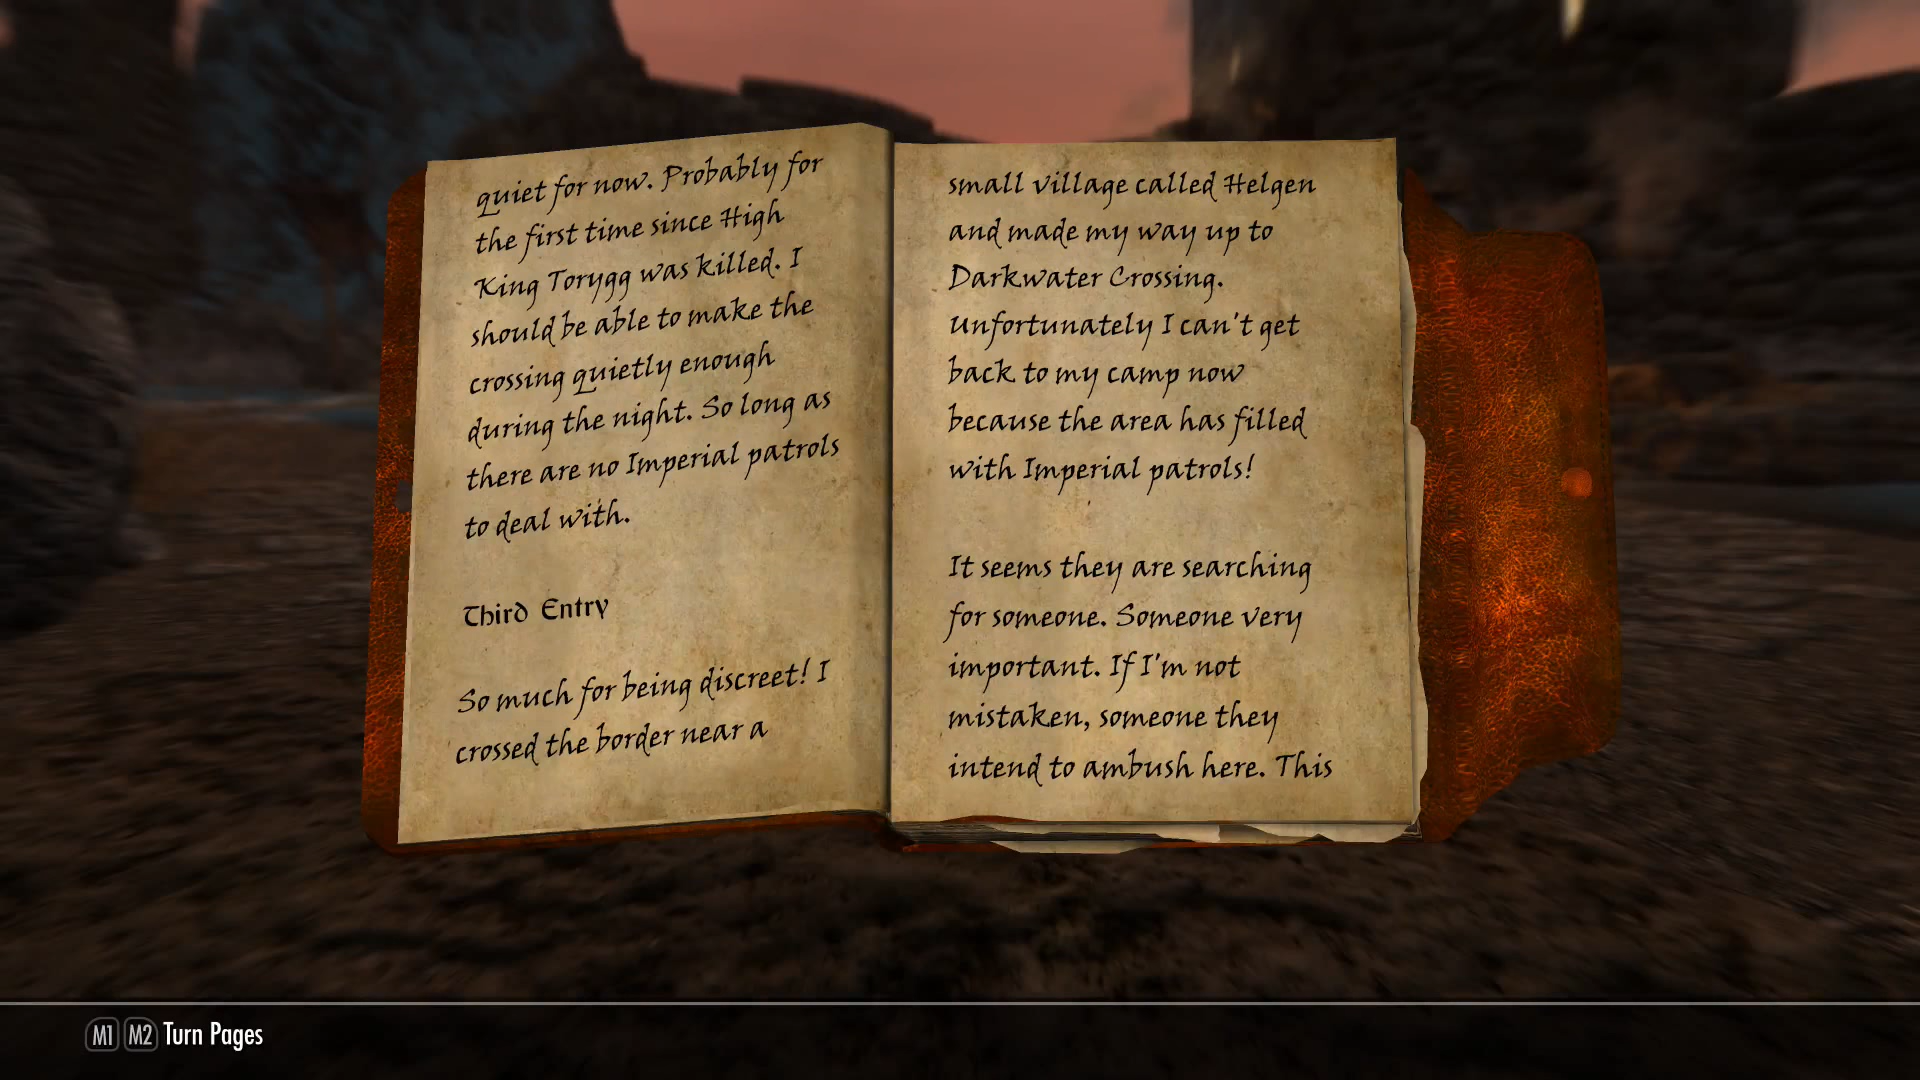 quiet for now. Probably for
the first time since High
King Torygg was killed. I
should be able to make the
crossing quietly enough
during the night. So long as
there are no Imperial patrols
to deal with.
Third Entry
So much for being discreet! I
crossed the border near a
small village called Helgen
and made my way up to
Darkwater Crossing.
Unfortunately I can't get
back to my camp now
because the area has filled
with Imperial patrols!
It seems they are searching
for someone. Someone very
important. If I'm not
mistaken, someone they
intend to ambush here. This
M1 M2 Turn Pages